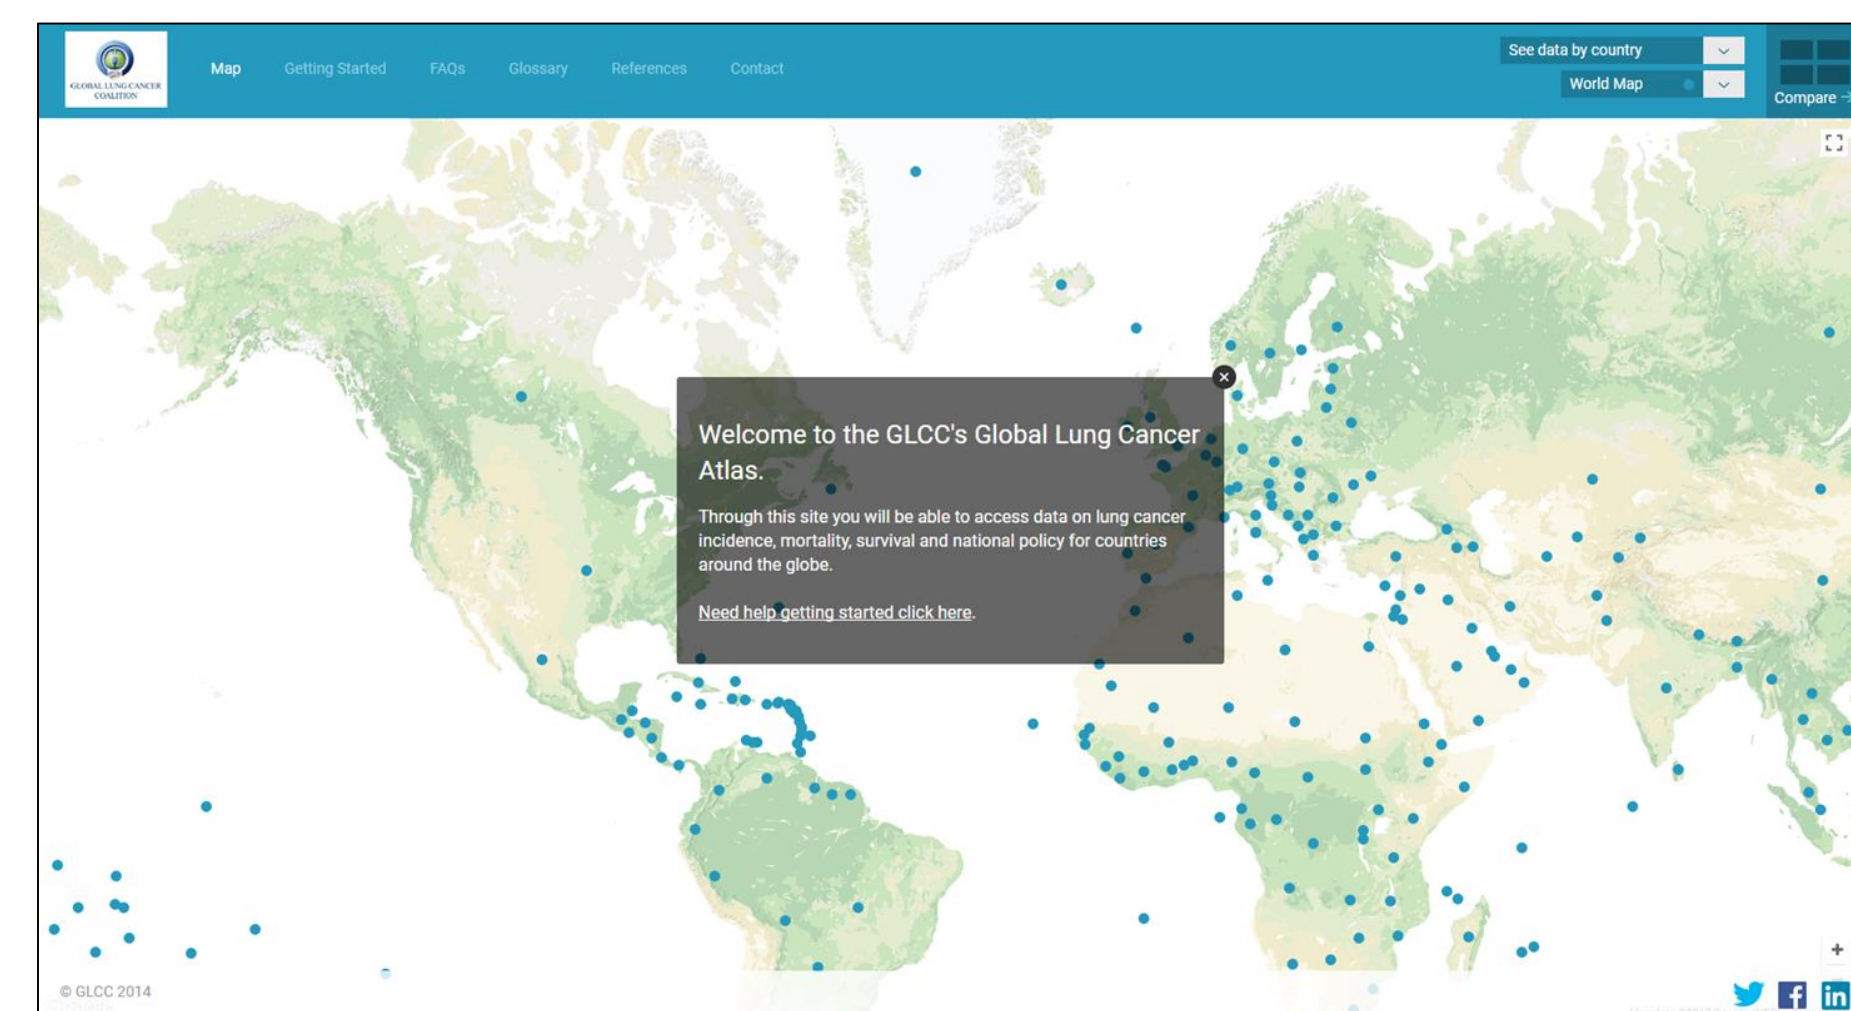 GLOBAL LUNG CANCER
COALITION
Map
Getting Started
FAQs
Glossary
References
Contact
See data by country
World Map
Compare
Welcome to the GLCC's Global Lung Cancer
Atlas.
Through this site you will be able to access data on lung cancer
incidence, mortality, survival and national policy for countries
around the globe.
Need help getting started click here.
© GLCC 2014